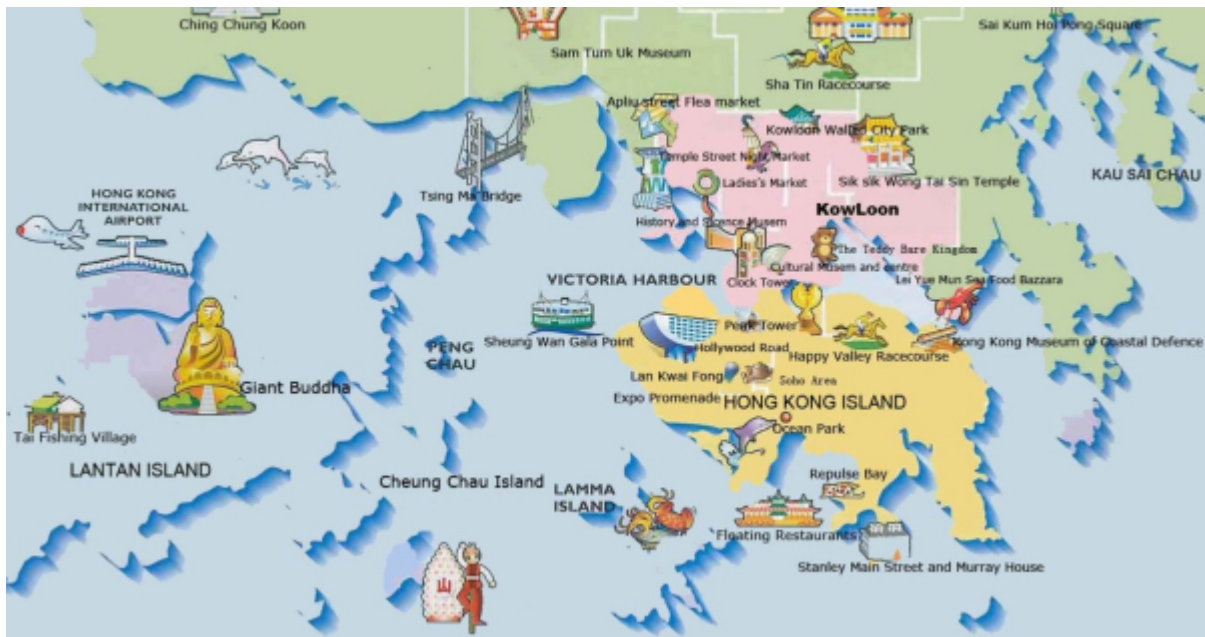 Ching Chung Koon
Sam Tum Uk Museum
Sai Kum Hoi Pong Square
Sha Tin Racecourse
Apliu street Flea market
Kowloon Walled City Park
Temple Street Night Market
Tsing Ma Bridge
Ladies's Market
Sik sik Wong Tai Sin Temple
KAU SAI CHAU
HONG KONG
INTERNATIONAL
AIRPORT
KowLoon
History and Science Musem
The Teddy Bare Kingdom
Cultural Musem and centre
VICTORIA HARBOUR
Clock Tower
Lei Yue Mun Sea Food Bazzara
Peak Tower
Sheung Wan Gala Point
Hollywood Road
Happy Valley Racecourse
Kong Kong Museum of Coastal Defence
PENG
CHAU
Giant Buddha
Lan Kwai Fong
Soho Area
Expo Promenade
HONG KONG ISLAND
Tai Fishing Village
Ocean Park
LANTAN ISLAND
Cheung Chau Island
Repulse Bay
LAMMA
ISLAND
Floating Restaurants
Stanley Main Street and Murray House
山